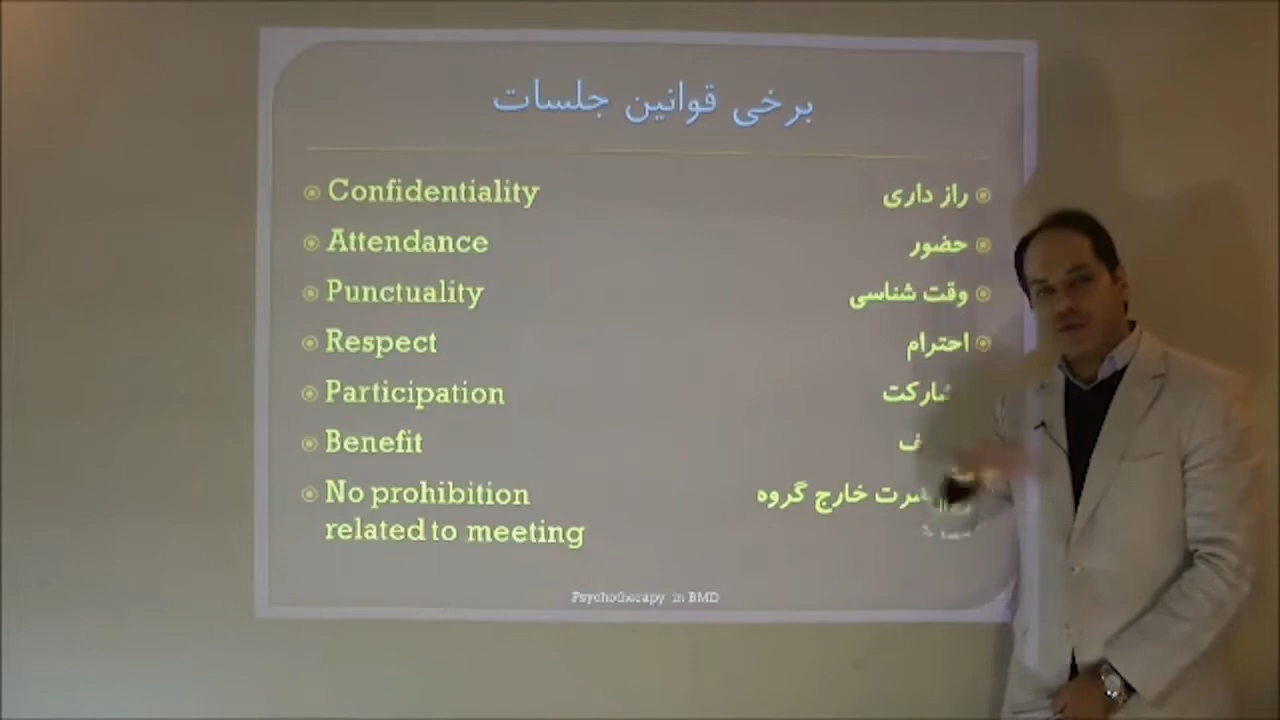 برخی قوانین جلسات
Confidentiality
Attendance
Punctuality
Respect
Participation
Benefit
No prohibition
related to meeting
راز داری
حضور
وقت شناسی
احترام
خارج گروه
Psychotherapy in BMD